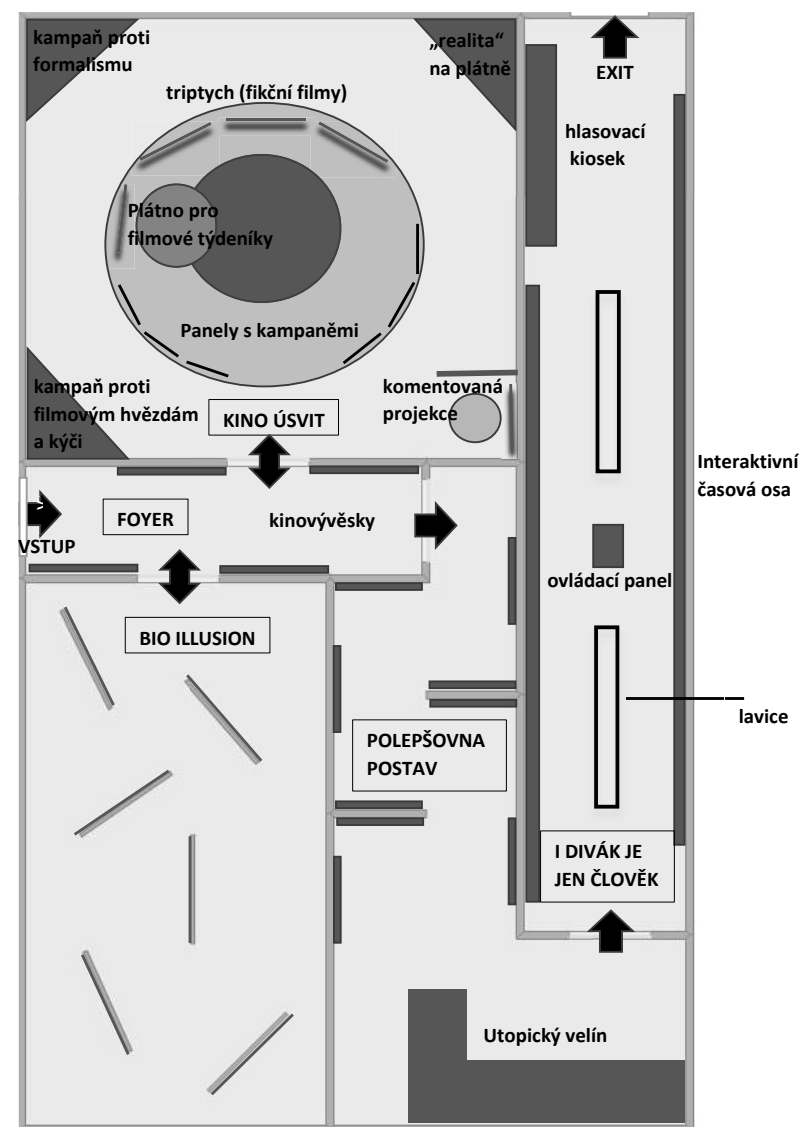 kampaň proti
formalismu
„realita“
na plátně
EXIT
triptych (fikční filmy)
hlasovací
kiosek
Plátno pro
filmové týdeníky
Panely s kampaněmi
kampaň proti
filmovým hvězdám
a kýči
KINO ÚSVIT
komentovaná
projekce
Interaktivní
časová osa
FOYER
kinovývěsky
VSTUP
ovládací panel
BIO ILLUSION
lavice
POLEPŠOVNA
POSTAV
I DIVÁK JE
JEN ČLOVĚK
Utopický velín